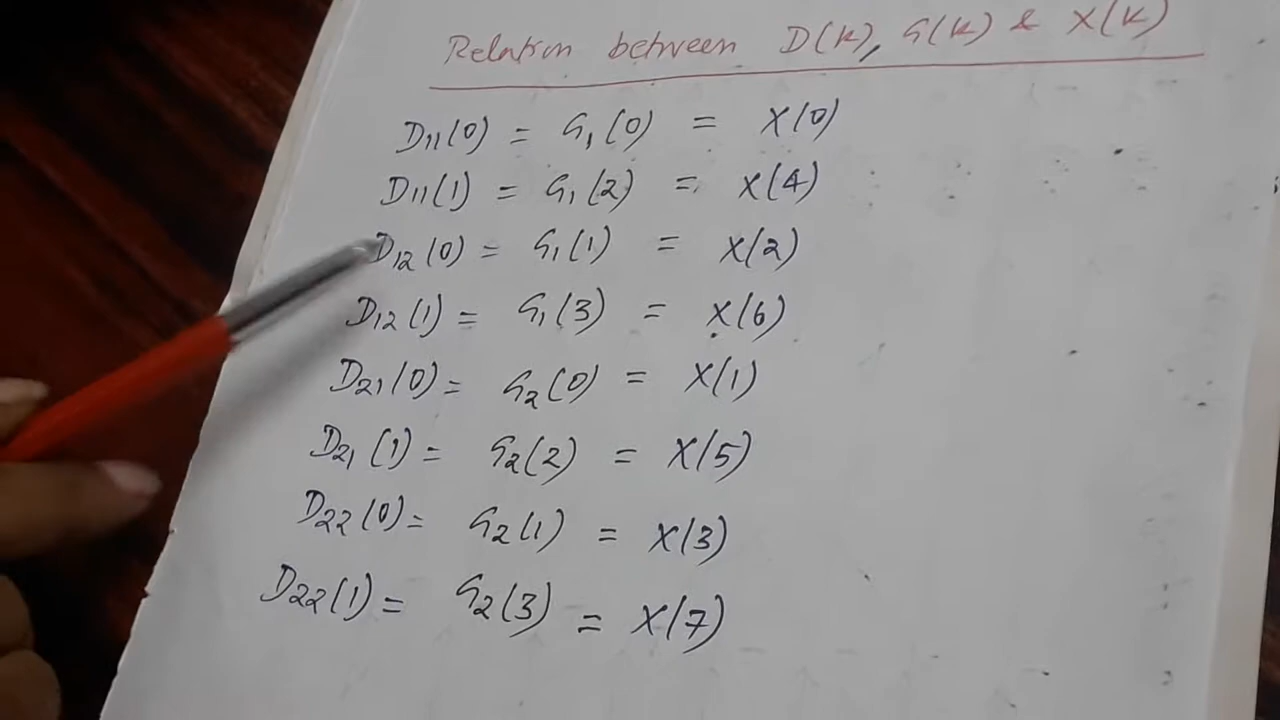 Relation between D(K), G(K) & X(K)
D11(0) = G1(0) = X(0)
D11(1) = G1(2) = X(4)
D12(0) = G1(1) = X(2)
D12(1) = G1(3) = X(6)
D21(0) = G2(0) = X(1)
D21(1) = G2(2) = X(5)
D22(0) = G2(1) = X(3)
D22(1) = G2(3) = X(7)